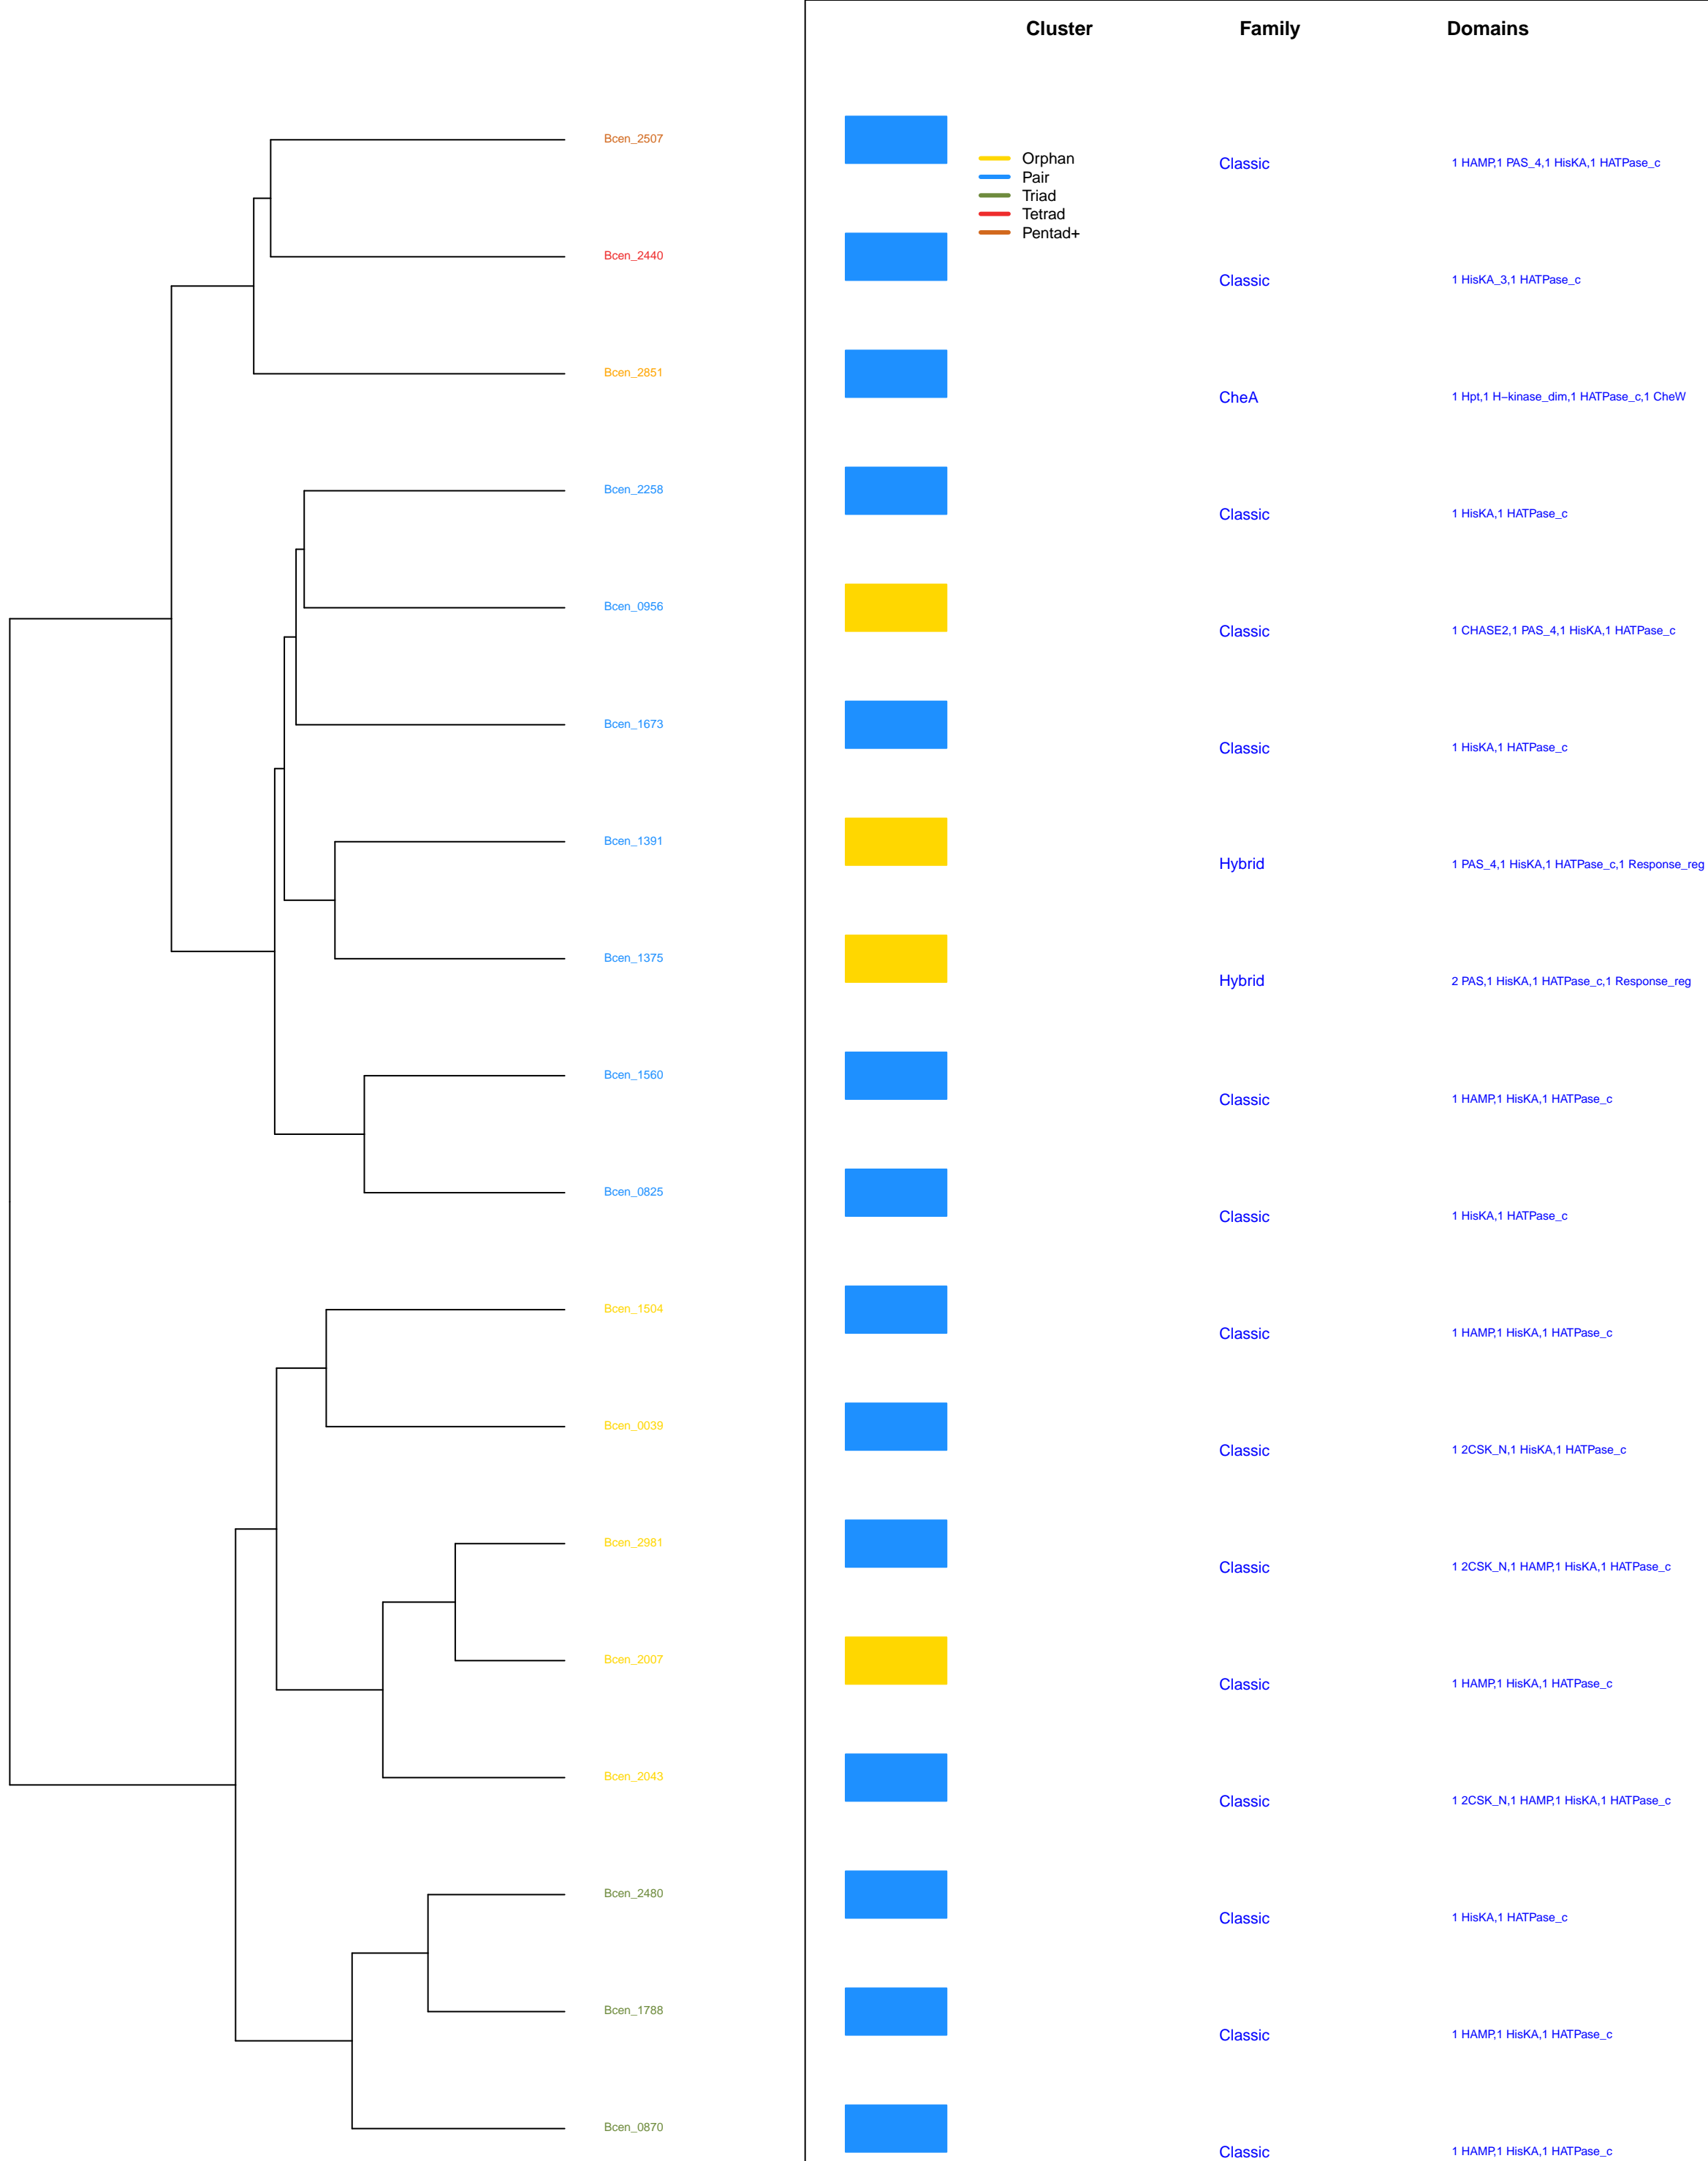 Cluster Family Domains
Bcen_2507
Orphan
Pair
Triad
Tetrad
Pentad+
Classic 1 HAMP,1 PAS_4,1 HisKA,1 HATPase_c
Bcen_2440
Classic 1 HisKA_3,1 HATPase_c
Bcen_2851
CheA 1 Hpt,1 H−kinase_dim,1 HATPase_c,1 CheW
Bcen_2258
Classic 1 HisKA,1 HATPase_c
Bcen_0956
Classic 1 CHASE2,1 PAS_4,1 HisKA,1 HATPase_c
Bcen_1673
Classic 1 HisKA,1 HATPase_c
Bcen_1391
Hybrid 1 PAS_4,1 HisKA,1 HATPase_c,1 Response_reg
Bcen_1375
Hybrid 2 PAS,1 HisKA,1 HATPase_c,1 Response_reg
Bcen_1560
Classic 1 HAMP,1 HisKA,1 HATPase_c
Bcen_0825
Classic 1 HisKA,1 HATPase_c
Bcen_1504
Classic 1 HAMP,1 HisKA,1 HATPase_c
Bcen_0039
Classic 1 2CSK_N,1 HisKA,1 HATPase_c
Bcen_2981
Classic 1 2CSK_N,1 HAMP,1 HisKA,1 HATPase_c
Bcen_2007
Classic 1 HAMP,1 HisKA,1 HATPase_c
Bcen_2043
Classic 1 2CSK_N,1 HAMP,1 HisKA,1 HATPase_c
Bcen_2480
Classic 1 HisKA,1 HATPase_c
Bcen_1788
Classic 1 HAMP,1 HisKA,1 HATPase_c
Bcen_0870
Classic 1 HAMP,1 HisKA,1 HATPase_c